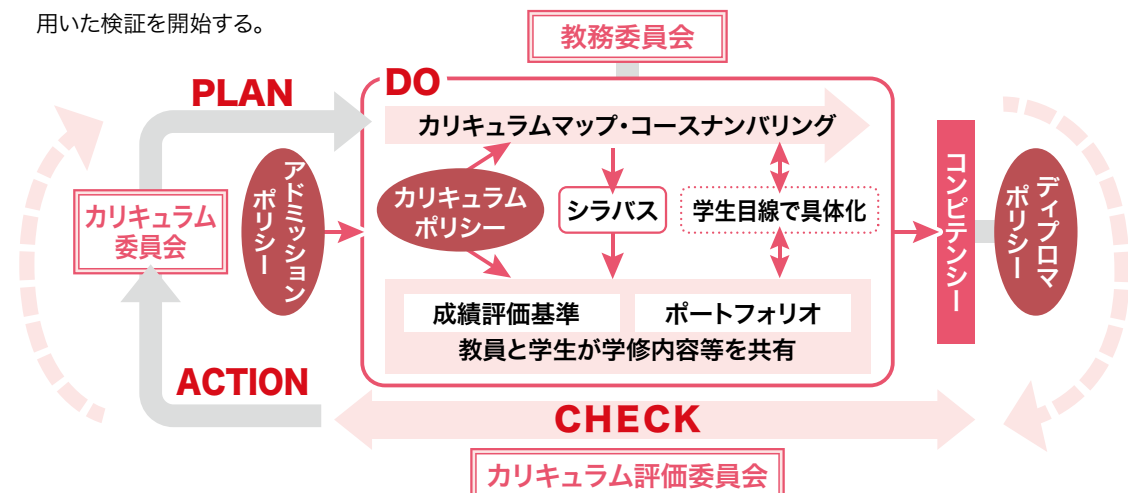 用いた検証を開始する。
教務委員会
PLAN
DO
カリキュラムマップ・コースナンバリング
カリキュラム
委員会
アドミッション
ポリシー
カリキュラム
ポリシー
シラバス
学生目線で具体化
コンピテンシー
ディプロマ
ポリシー
成績評価基準
ポートフォリオ
教員と学生が学修内容等を共有
ACTION
CHECK
カリキュラム評価委員会